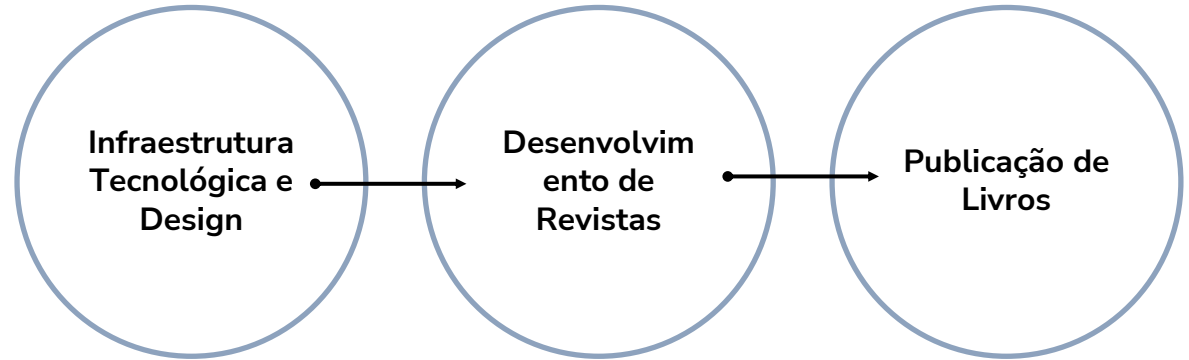 Infraestrutura
Tecnológica e
Design
Desenvolvim
ento de
Revistas
Publicação de
Livros